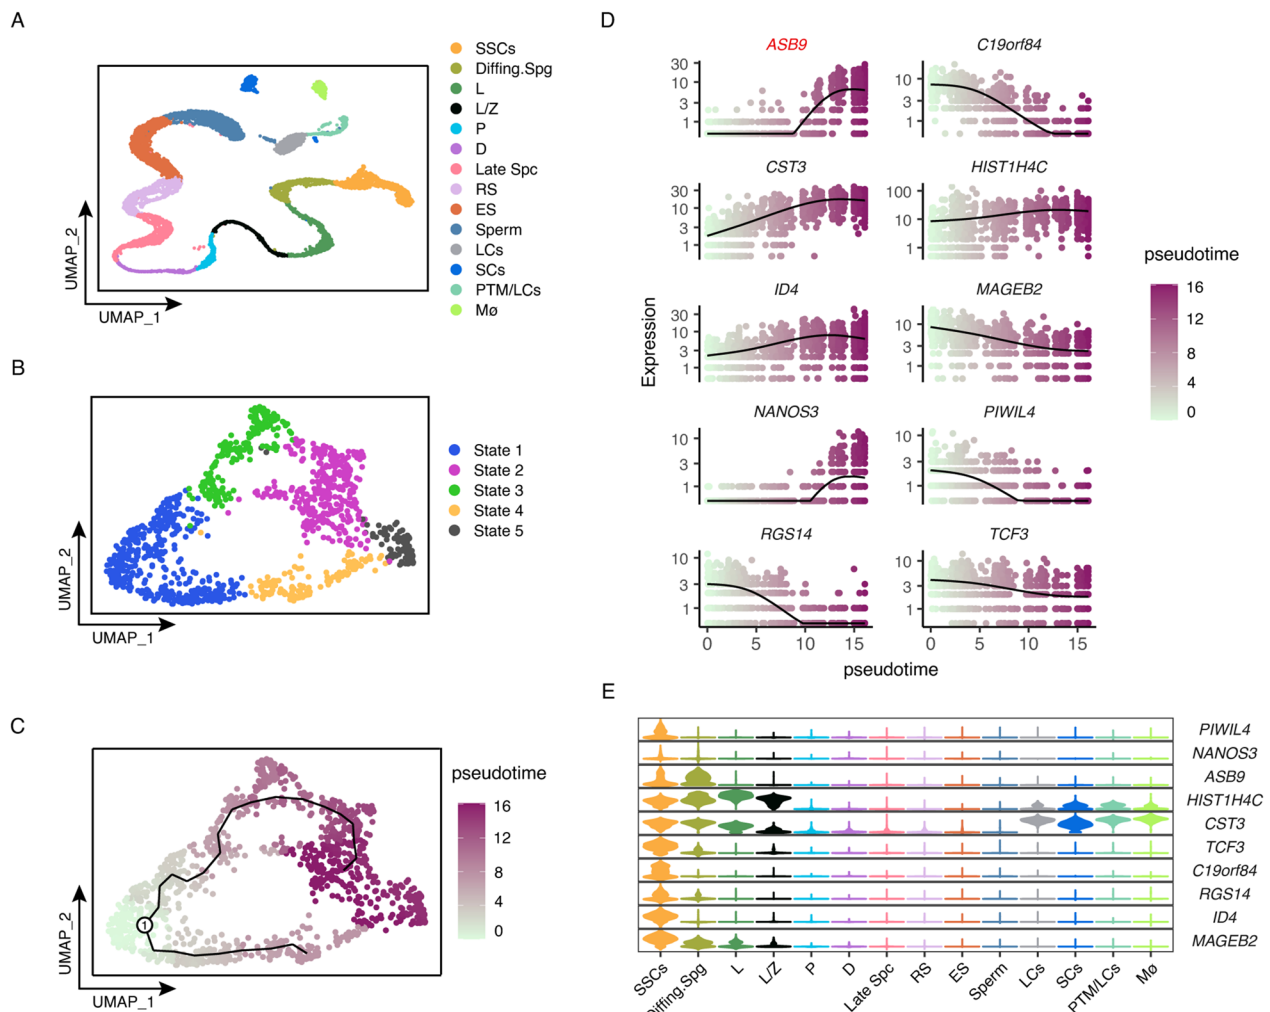 A
SSCs
Diffing.Spg
L
L/Z
P
D
Late Spc
RS
ES
Sperm
LCs
SCs
PTM/LCs
Mø
UMAP_2
UMAP_1
B
State 1
State 2
State 3
State 4
State 5
UMAP_2
UMAP_1
C
pseudotime
16
12
8
4
0
1
UMAP_2
UMAP_1
D
ASB9
C19orf84
30
10
3
1
10
3
1
CST3
HIST1H4C
30
10
3
1
100
10
1
ID4
MAGEB2
30
10
3
1
10
3
1
NANOS3
PIWIL4
10
3
1
10
3
1
RGS14
TCF3
10
3
1
10
3
1
0 5 10 15
0 5 10 15
Expression
pseudotime
pseudotime
16
12
8
4
0
E
PIWIL4
NANOS3
ASB9
HIST1H4C
CST3
TCF3
C19orf84
RGS14
ID4
MAGEB2
SSCs
Diffing.Spg
L
L/Z
P
D
Late Spc
RS
ES
Sperm
LCs
SCs
PTM/LCs
Mø